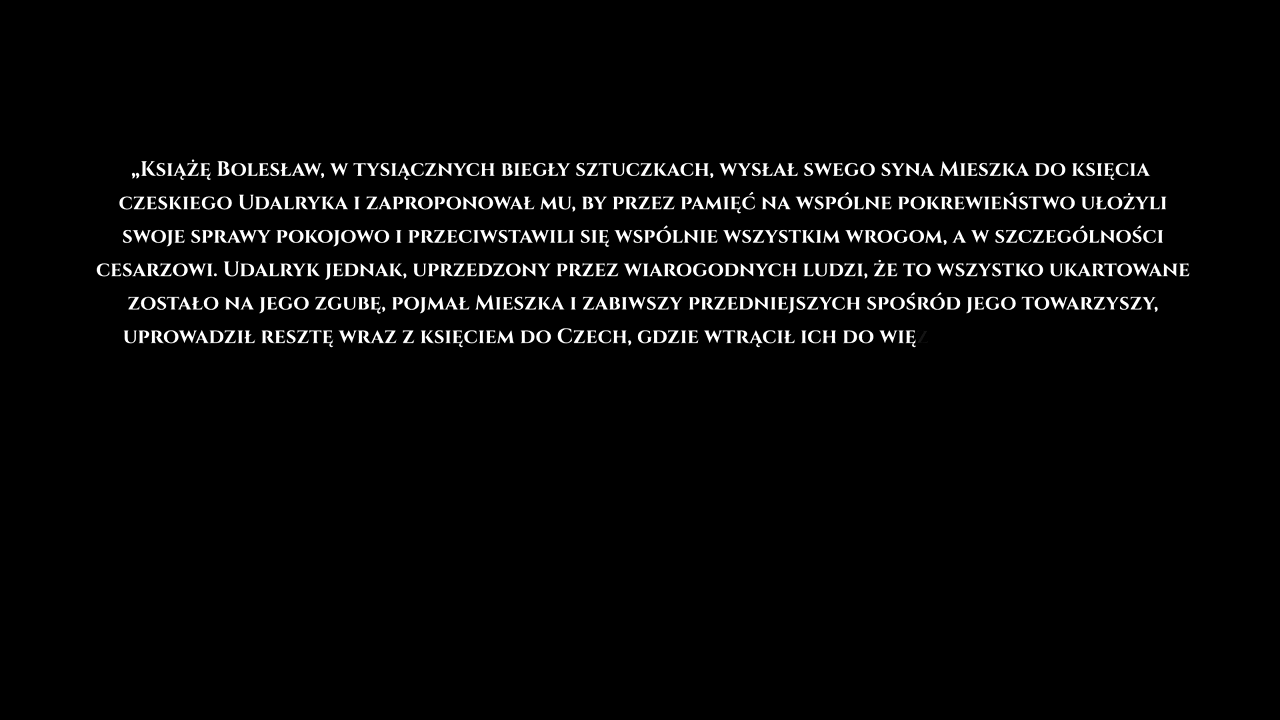 „Książę Bolesław, w tysiącznych biegły sztuczkach, wysłał swego syna Mieszka do księcia
czeskiego Udalryka i zaproponował mu, by przez pamięć na wspólne pokrewieństwo ułożyli
swoje sprawy pokojowo i przeciwstawili się wspólnie wszystkim wrogom, a w szczególności
cesarzowi. Udalryk jednak, uprzedzony przez wiarogodnych ludzi, że to wszystko ukartowane
zostało na jego zgubę, pojmał Mieszka i zabiwszy przedniejszych spośród jego towarzyszy,
uprowadził resztę wraz z księciem do Czech, gdzie wtrącił ich do wię